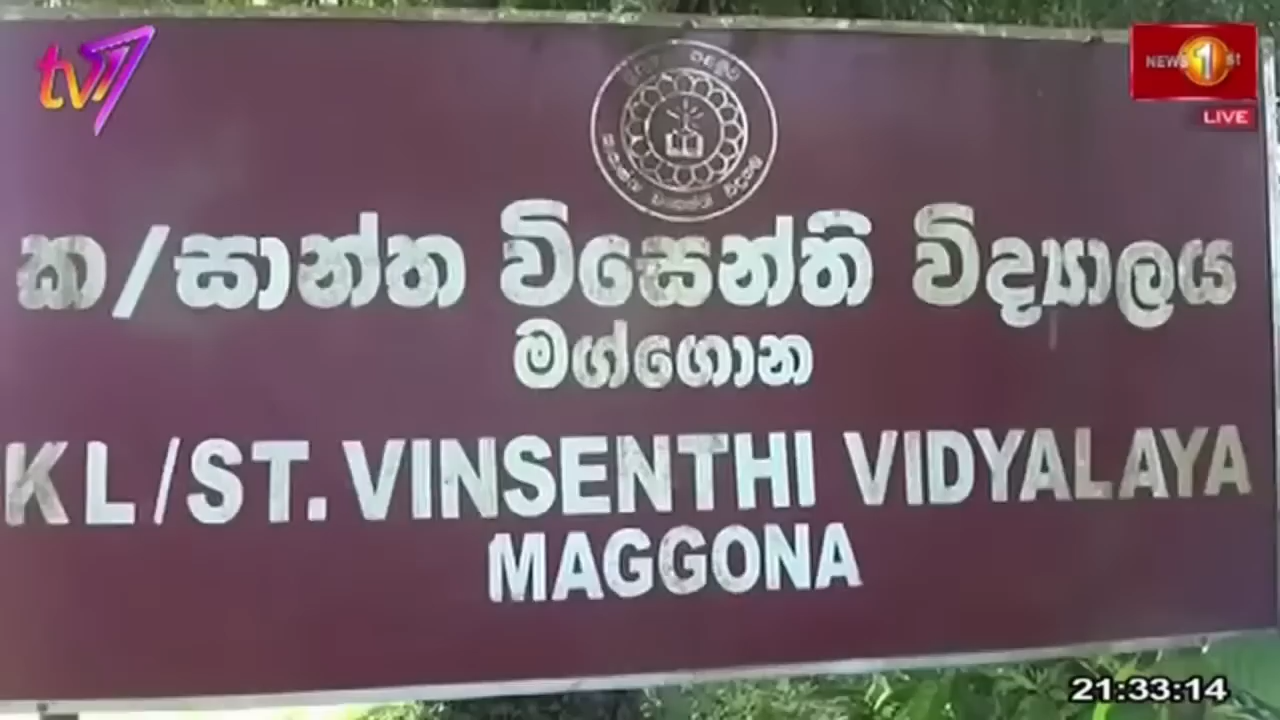 tv1
NEWS 1st
LIVE
ක/සාන්ත විසෙන්ති විද්‍යාලය
මග්ගොන
KL/ST. VINSENTHI VIDYALAYA
MAGGONA
21:33:14